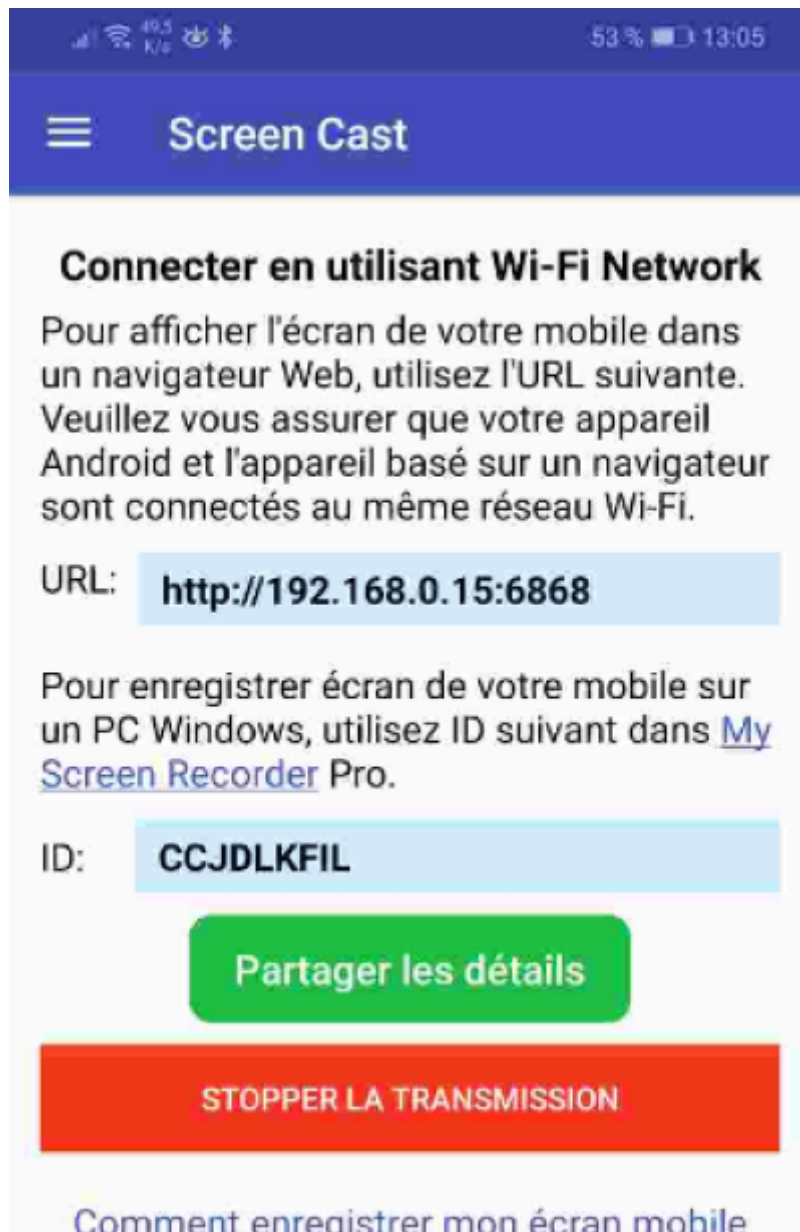 49,5
K/s
53 % 13:05
Screen Cast
Connecter en utilisant Wi-Fi Network
Pour afficher l'écran de votre mobile dans
un navigateur Web, utilisez l'URL suivante.
Veuillez vous assurer que votre appareil
Android et l'appareil basé sur un navigateur
sont connectés au même réseau Wi-Fi.
URL: http://192.168.0.15:6868
Pour enregistrer écran de votre mobile sur
un PC Windows, utilisez ID suivant dans My
Screen Recorder Pro.
ID: CCJDLKFIL
Partager les détails
STOPPER LA TRANSMISSION
Comment enregistrer mon écran mobile